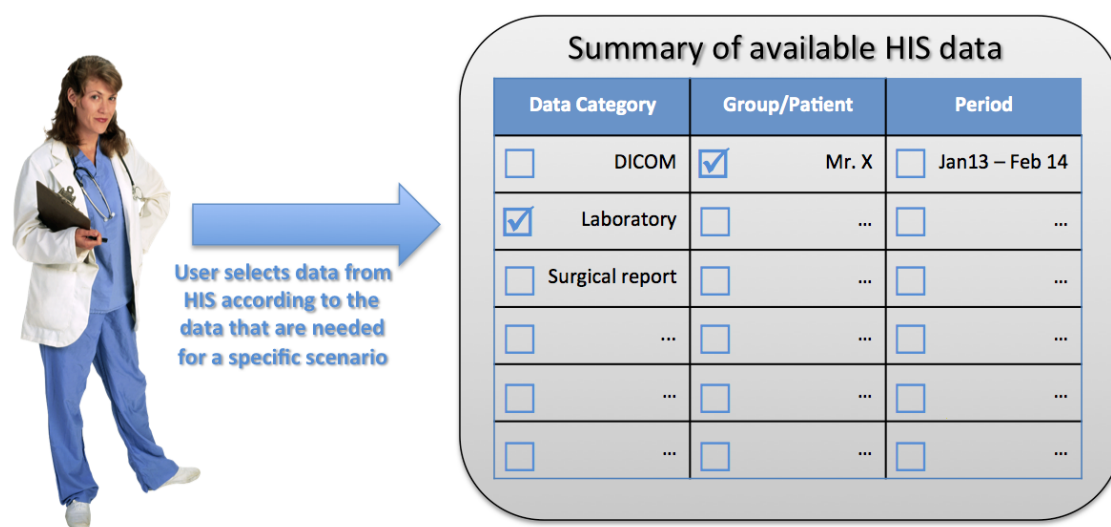 Summary of available HIS data
Data Category Group/Patient Period
DICOM Mr. X Jan13 – Feb 14
Laboratory ... ...
Surgical report ... ...
... ... ...
... ... ...
... ... ...
User selects data from
HIS according to the
data that are needed
for a specific scenario